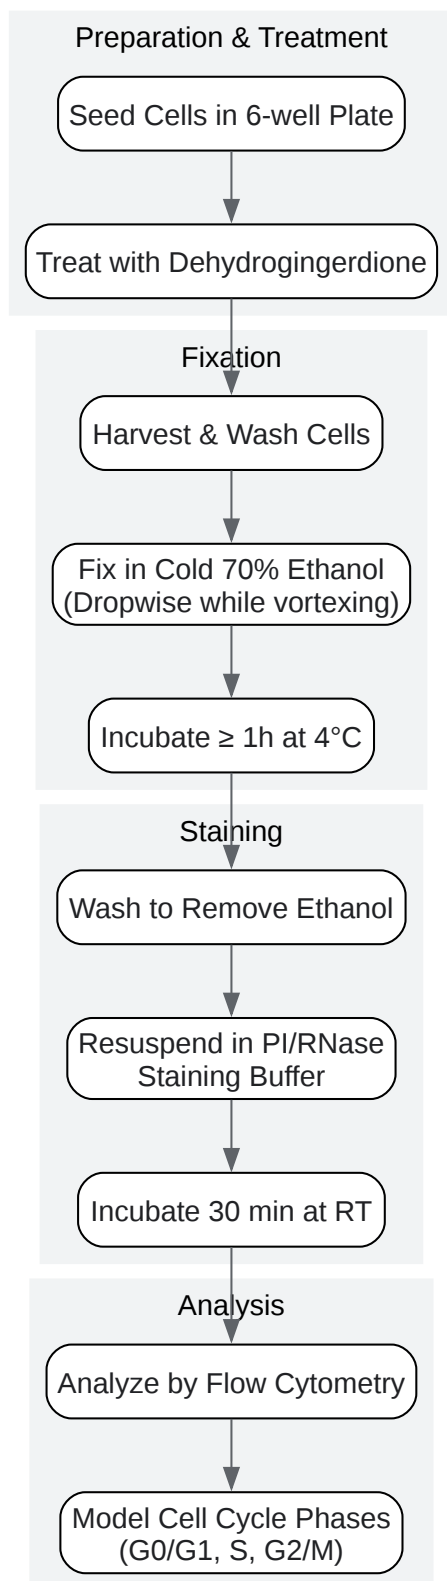 Preparation & Treatment
Seed Cells in 6-well Plate
Treat with Dehydrogingerdione
Fixation
Harvest & Wash Cells
Fix in Cold 70% Ethanol
(Dropwise while vortexing)
Incubate ≥ 1h at 4°C
Staining
Wash to Remove Ethanol
Resuspend in PI/RNase
Staining Buffer
Incubate 30 min at RT
Analysis
Analyze by Flow Cytometry
Model Cell Cycle Phases
(G0/G1, S, G2/M)